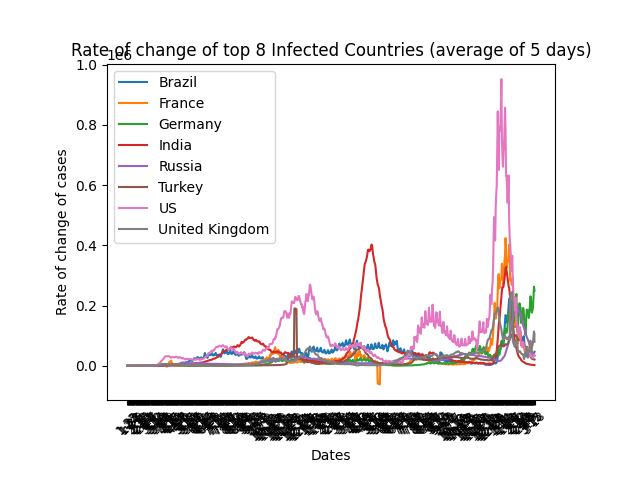 Rate of change of top 8 Infected Countries (average of 5 days)
1e6
1.0
0.8
0.6
0.4
0.2
0.0
Rate of change of cases
Brazil
France
Germany
India
Russia
Turkey
US
United Kingdom
Dates